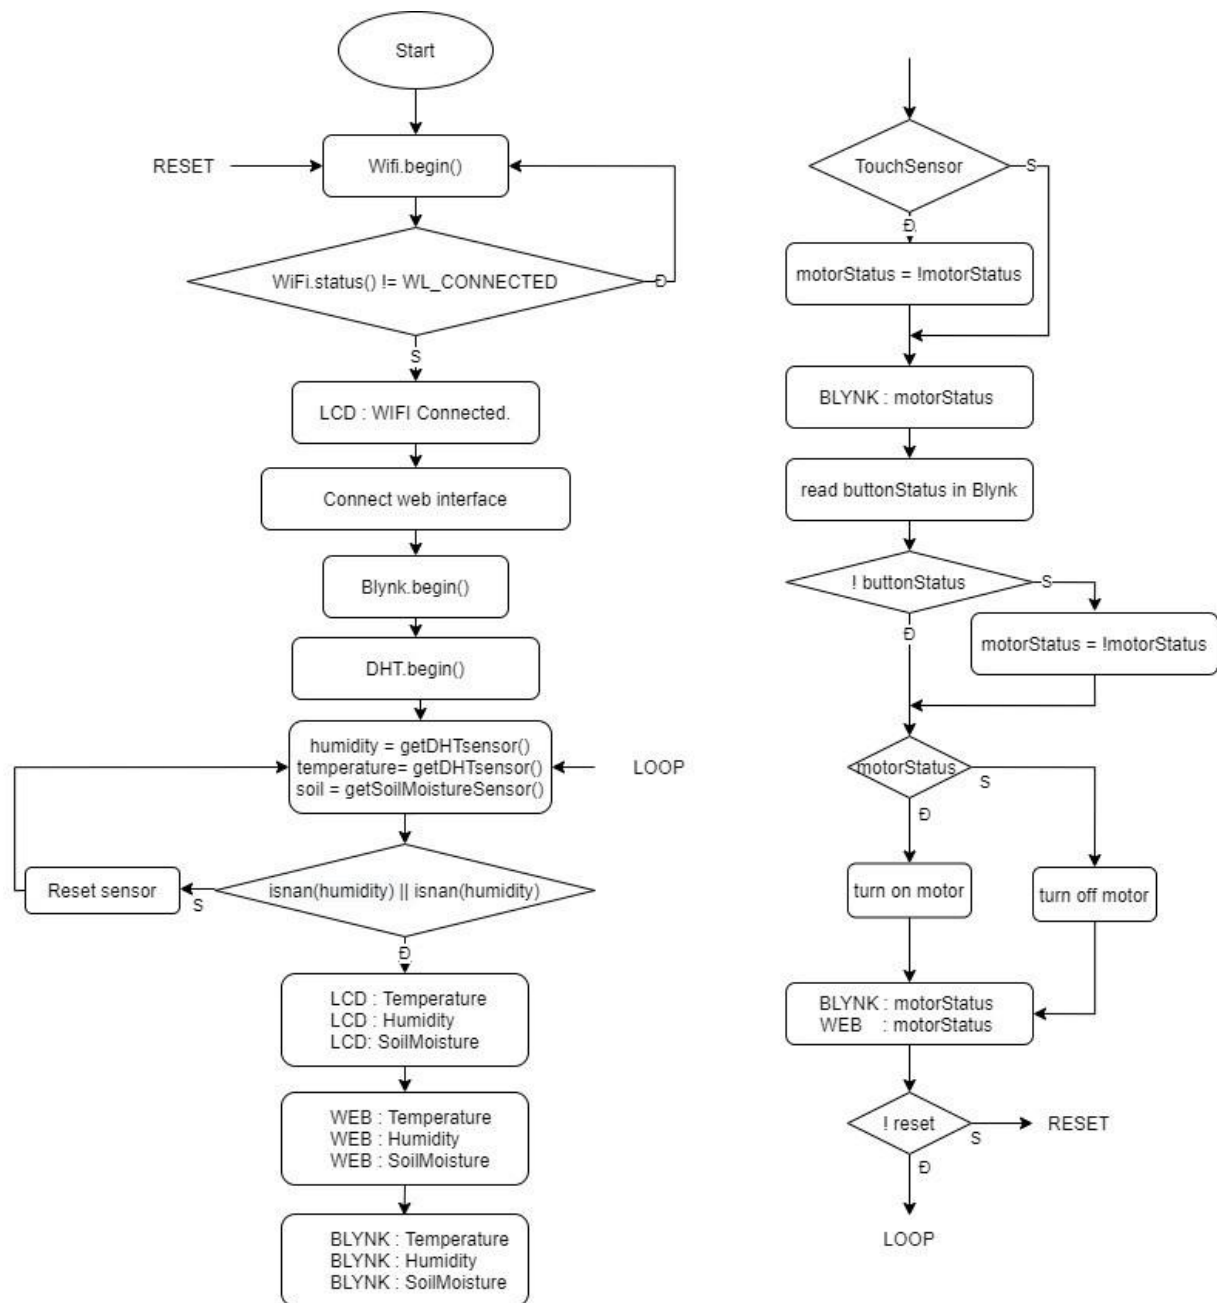 Start
RESET
Wifi.begin()
WiFi.status() != WL_CONNECTED
Đ
S
LCD : WIFI Connected.
Connect web interface
Blynk.begin()
DHT.begin()
humidity = getDHTsensor()
temperature= getDHTsensor()
soil = getSoilMoistureSensor()
LOOP
Reset sensor
S
isnan(humidity) || isnan(humidity)
Đ
LCD : Temperature
LCD : Humidity
LCD: SoilMoisture
WEB : Temperature
WEB : Humidity
WEB : SoilMoisture
BLYNK : Temperature
BLYNK : Humidity
BLYNK : SoilMoisture
TouchSensor
S
Đ
motorStatus = !motorStatus
BLYNK : motorStatus
read buttonStatus in Blynk
! buttonStatus
S
Đ
motorStatus = !motorStatus
motorStatus
S
Đ
turn on motor
turn off motor
BLYNK : motorStatus
WEB : motorStatus
! reset
S
RESET
Đ
LOOP